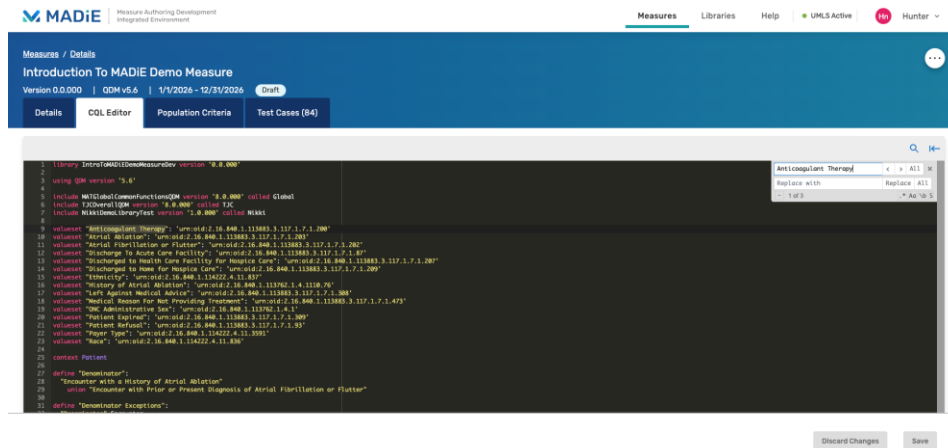 MADiE
Measure Authoring Development
Integrated Environment
Measures Libraries Help UMLS Active Hn Hunter
Measures / Details
Introduction To MADiE Demo Measure
Version 0.0.000 | QDM v5.6 | 1/1/2026 - 12/31/2026 Draft
Details CQL Editor Population Criteria Test Cases (84)
Anticoagulant Therapy < > All ×
Replace with Replace All
- 1 of 3 .* Aa \b S
1 library IntroToMADiEDemoMeasureDev version '0.0.000'
2
3 using QDM version '5.6'
4
5 include MATGlobalCommonFunctionsQDM version '8.0.000' called Global
6 include TJCOverallQDM version '8.0.000' called TJC
7 include NikkiDemoLibraryTest version '1.0.000' called Nikki
8
9 valueset "Anticoagulant Therapy": 'urn:oid:2.16.840.1.113883.3.117.1.7.1.200'
10 valueset "Atrial Ablation": 'urn:oid:2.16.840.1.113883.3.117.1.7.1.203'
11 valueset "Atrial Fibrillation or Flutter": 'urn:oid:2.16.840.1.113883.3.117.1.7.1.202'
12 valueset "Discharge To Acute Care Facility": 'urn:oid:2.16.840.1.113883.3.117.1.7.1.87'
13 valueset "Discharged to Health Care Facility for Hospice Care": 'urn:oid:2.16.840.1.113883.3.117.1.7.1.207'
14 valueset "Discharged to Home for Hospice Care": 'urn:oid:2.16.840.1.113883.3.117.1.7.1.209'
15 valueset "Ethnicity": 'urn:oid:2.16.840.1.114222.4.11.837'
16 valueset "History of Atrial Ablation": 'urn:oid:2.16.840.1.113762.1.4.1110.76'
17 valueset "Left Against Medical Advice": 'urn:oid:2.16.840.1.113883.3.117.1.7.1.308'
18 valueset "Medical Reason For Not Providing Treatment": 'urn:oid:2.16.840.1.113883.3.117.1.7.1.473'
19 valueset "ONC Administrative Sex": 'urn:oid:2.16.840.1.113762.1.4.1'
20 valueset "Patient Expired": 'urn:oid:2.16.840.1.113883.3.117.1.7.1.309'
21 valueset "Patient Refusal": 'urn:oid:2.16.840.1.113883.3.117.1.7.1.93'
22 valueset "Payer Type": 'urn:oid:2.16.840.1.114222.4.11.3591'
23 valueset "Race": 'urn:oid:2.16.840.1.114222.4.11.836'
24
25 context Patient
26
27 define "Denominator":
28 "Encounter with a History of Atrial Ablation"
29 union "Encounter with Prior or Present Diagnosis of Atrial Fibrillation or Flutter"
30
31 define "Denominator Exceptions":
Discard Changes Save